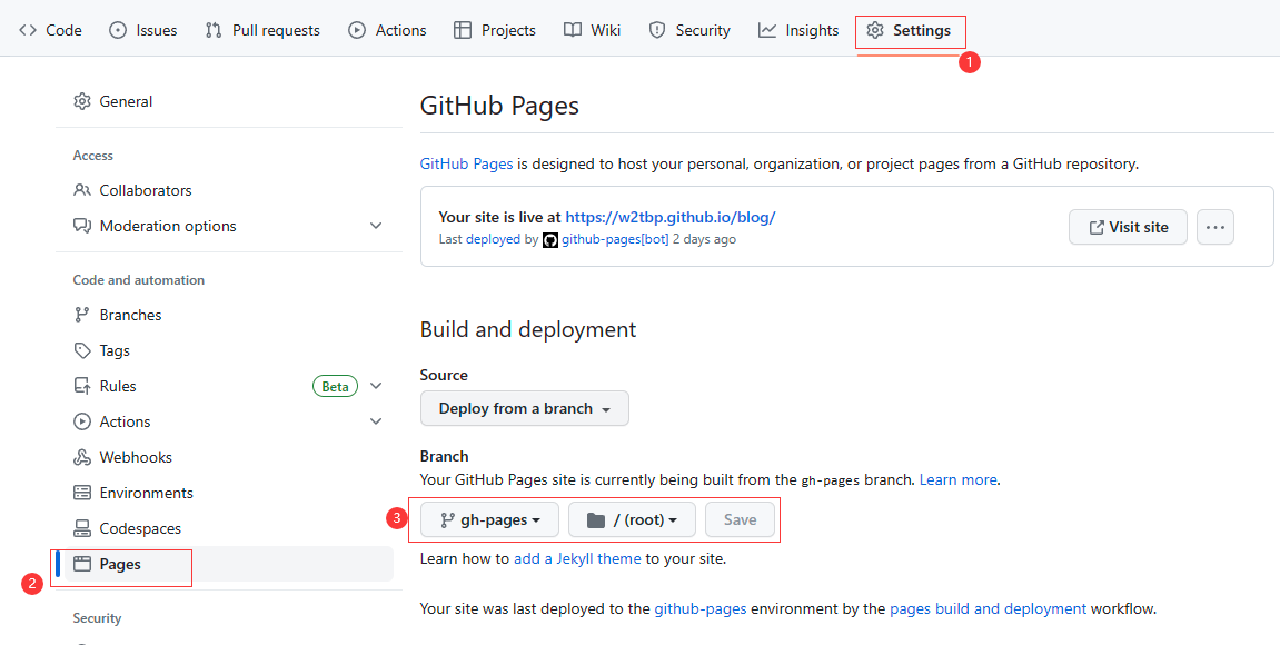 Code Issues Pull requests Actions Projects Wiki Security Insights Settings
1
General
Access
Collaborators
Moderation options
Code and automation
Branches
Tags
Rules Beta
Actions
Webhooks
Environments
Codespaces
2 Pages
Security
GitHub Pages
GitHub Pages is designed to host your personal, organization, or project pages from a GitHub repository.
Your site is live at https://w2tbp.github.io/blog/
Last deployed by github-pages[bot] 2 days ago
Visit site
Build and deployment
Source
Deploy from a branch
Branch
Your GitHub Pages site is currently being built from the gh-pages branch. Learn more.
3 gh-pages / (root) Save
Learn how to add a Jekyll theme to your site.
Your site was last deployed to the github-pages environment by the pages build and deployment workflow.